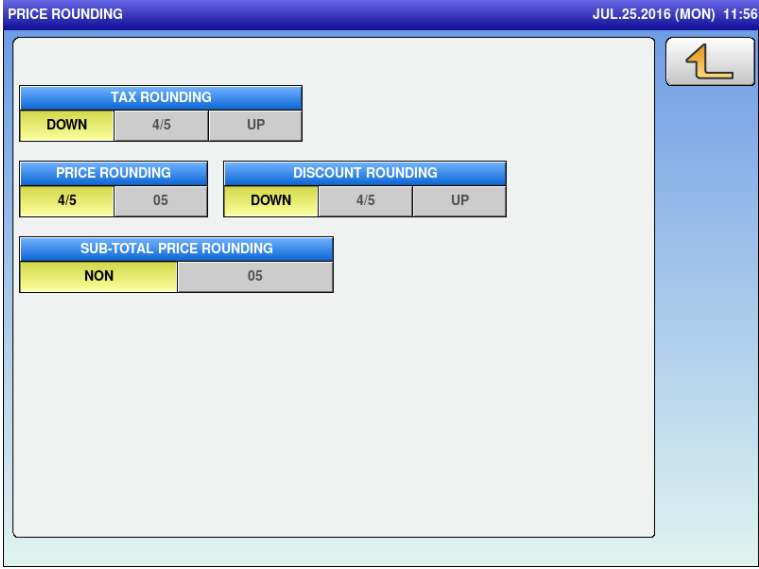 PRICE ROUNDING JUL.25.2016 (MON) 11:56
TAX ROUNDING
DOWN 4/5 UP
PRICE ROUNDING DISCOUNT ROUNDING
4/5 05 DOWN 4/5 UP
SUB-TOTAL PRICE ROUNDING
NON 05